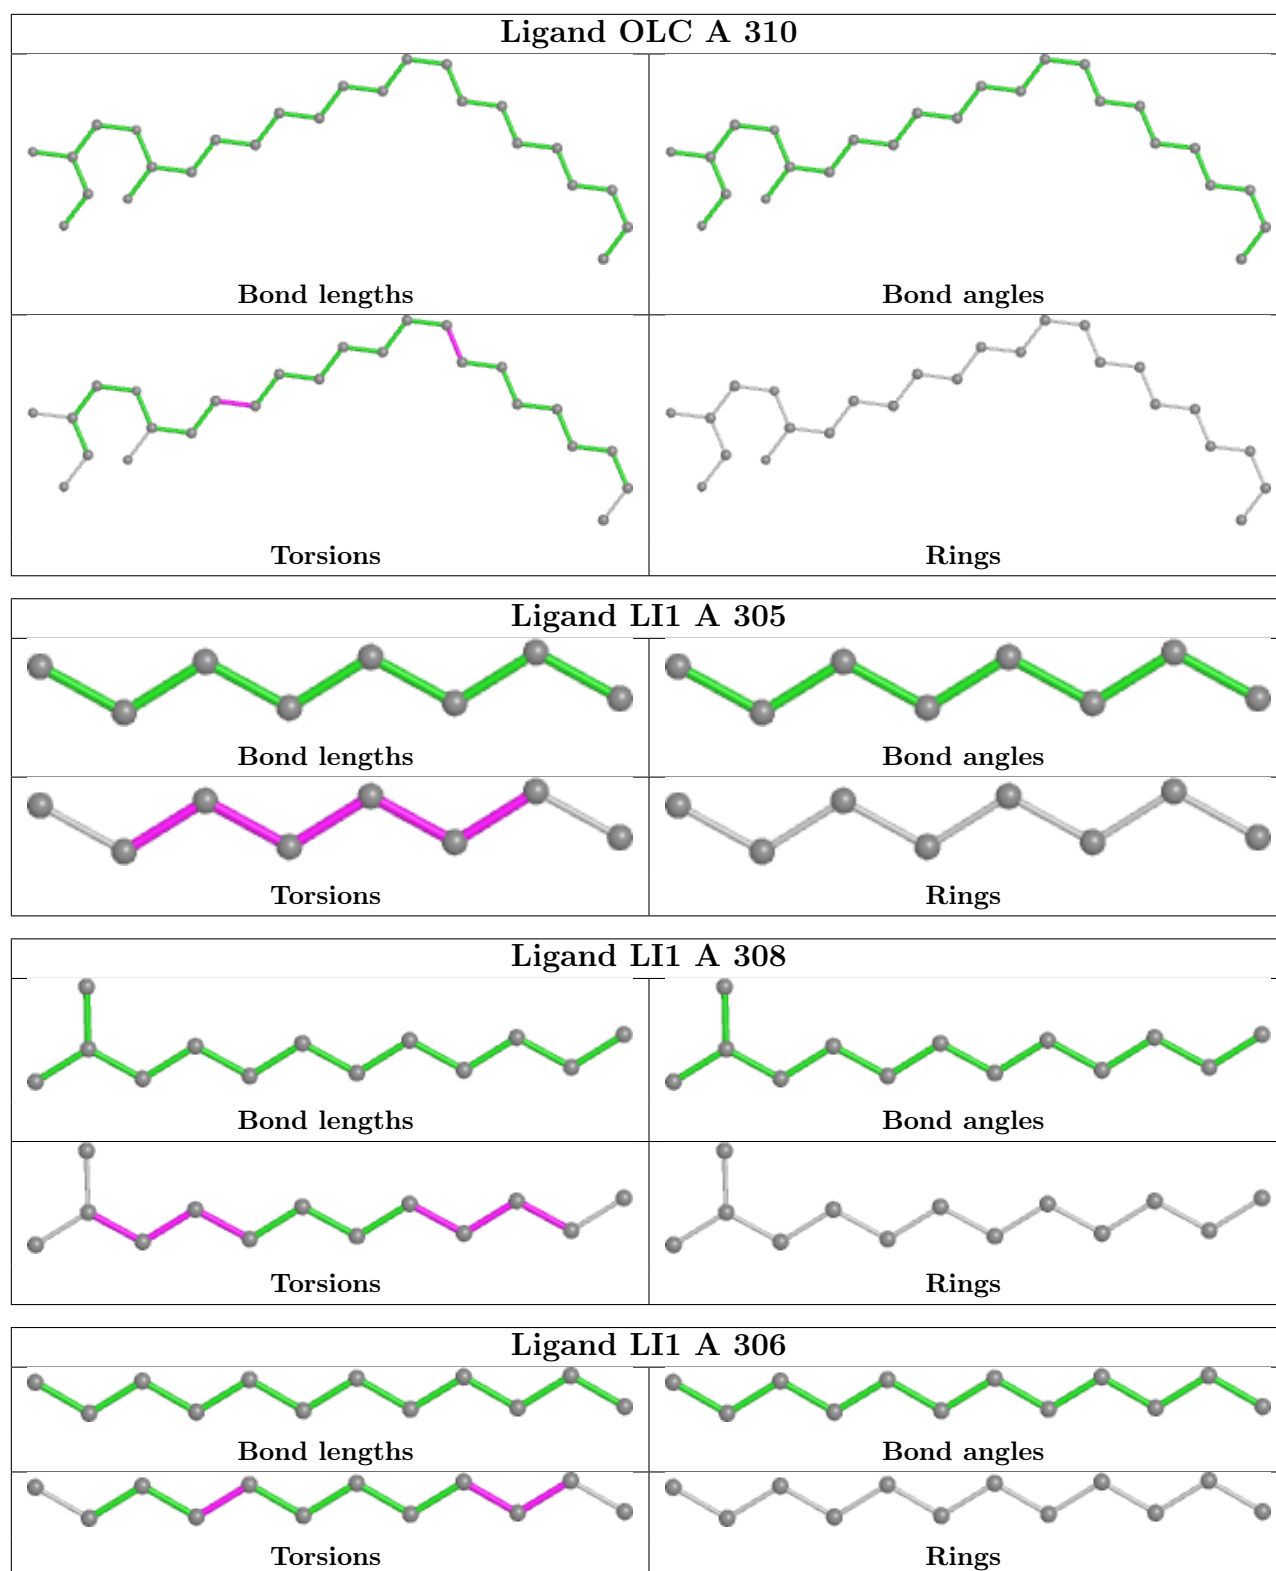 Ligand OLC A 310
Bond lengths
Bond angles
Torsions
Rings
Ligand LI1 A 305
Bond lengths
Bond angles
Torsions
Rings
Ligand LI1 A 308
Bond lengths
Bond angles
Torsions
Rings
Ligand LI1 A 306
Bond lengths
Bond angles
Torsions
Rings